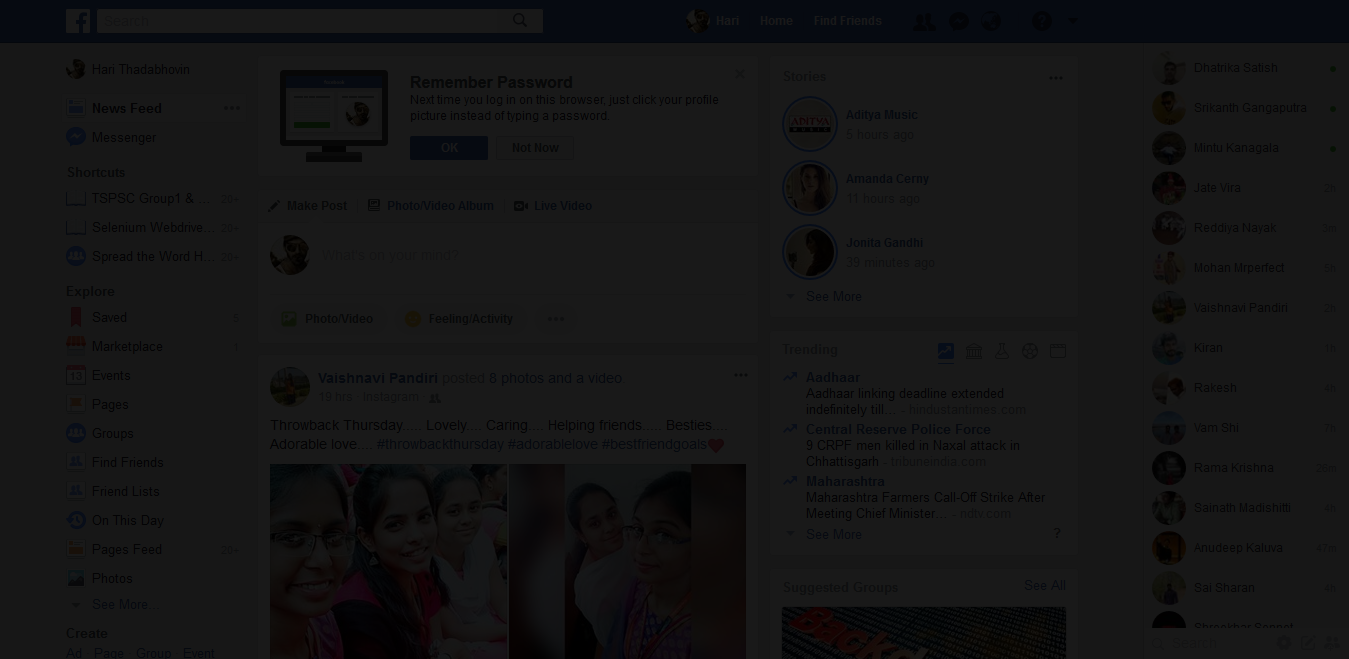 Search
Hari
Home
Find Friends
Hari Thadabhovin
News Feed
Messenger
Shortcuts
TSPSC Group1 & ... 20+
Selenium Webdrive... 20+
Spread the Word H... 20+
Explore
Saved 5
Marketplace 1
13 Events
Pages
Groups
Find Friends
Friend Lists
On This Day
Pages Feed 20+
Photos
See More...
Create
Ad Page Group Event
Remember Password
Next time you log in on this browser, just click your profile
picture instead of typing a password.
OK Not Now
Make Post Photo/Video Album Live Video
What's on your mind?
Photo/Video Feeling/Activity
Vaishnavi Pandiri posted 8 photos and a video.
19 hrs · Instagram
Throwback Thursday..... Lovely.... Caring.... Helping friends...... Besties....
Adorable love.... #throwbackthursday #adorablelove #bestfriendgoals❤
Stories
ADITYA
MUSIC
Aditya Music
5 hours ago
Amanda Cerny
11 hours ago
Jonita Gandhi
39 minutes ago
See More
Trending
Aadhaar
Aadhaar linking deadline extended
indefinitely till... - hindustantimes.com
Central Reserve Police Force
9 CRPF men killed in Naxal attack in
Chhattisgarh - tribuneindia.com
Maharashtra
Maharashtra Farmers Call-Off Strike After
Meeting Chief Minister... - ndtv.com
See More ?
Suggested Groups See All
Dhatrika Satish
Srikanth Gangaputra
Mintu Kanagala
Jate Vira 2h
Reddiya Nayak
Mohan Mrperfect 5h
Vaishnavi Pandiri 2h
Kiran 1h
Rakesh 4h
Vam Shi
Rama Krishna
Sainath Madishitti 4h
Anudeep Kaluva 47m
Sai Sharan 4h
Search